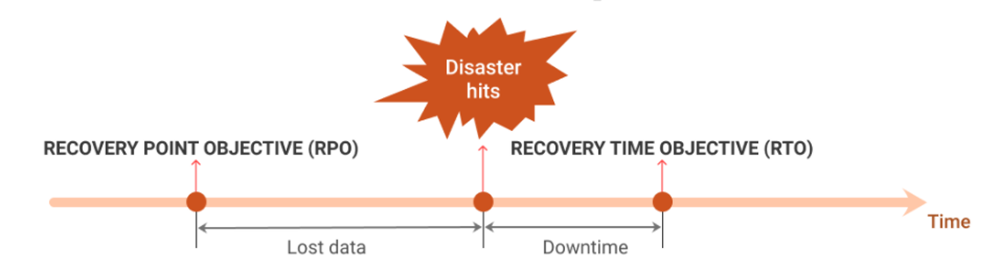 Disaster
hits
RECOVERY POINT OBJECTIVE (RPO)
RECOVERY TIME OBJECTIVE (RTO)
Time
Lost data
Downtime